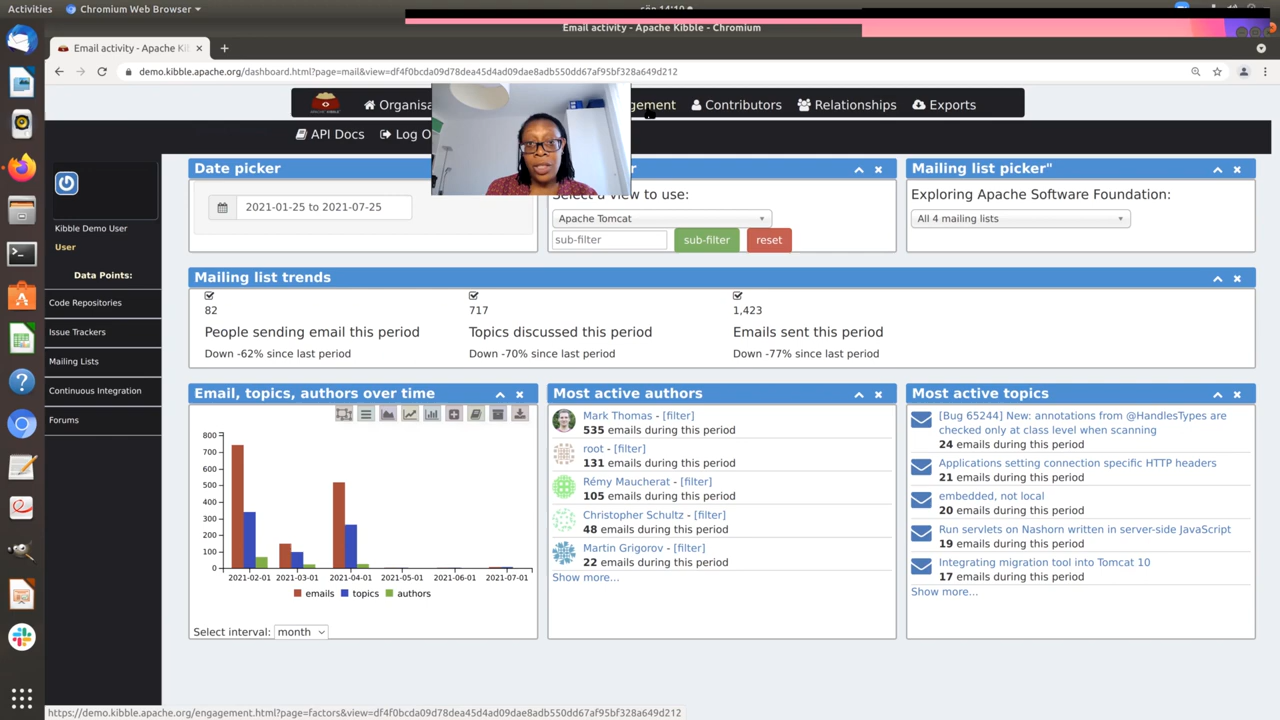 Activities
Chromium Web Browser
Email activity - Apache Kibble - Chromium
Email activity - Apache Ki
demo.kibble.apache.org/dashboard.html?page=mail&view=df4f0bcda09d78dea45d4ad09dae8adb550dd67af95bf328a649d212
APACHE KIBBLE
Organisa
gement
Contributors
Relationships
Exports
API Docs
Log O
Kibble Demo User
User
Data Points:
Code Repositories
Issue Trackers
Mailing Lists
Continuous Integration
Forums
Date picker
2021-01-25 to 2021-07-25
Select a view to use:
Apache Tomcat
sub-filter
sub-filter
reset
Mailing list picker"
Exploring Apache Software Foundation:
All 4 mailing lists
Mailing list trends
82
People sending email this period
Down -62% since last period
717
Topics discussed this period
Down -70% since last period
1,423
Emails sent this period
Down -77% since last period
Email, topics, authors over time
800
700
600
500
400
300
200
100
0
2021-02-01
2021-03-01
2021-04-01
2021-05-01
2021-06-01
2021-07-01
emails
topics
authors
Select interval:
month
Most active authors
Mark Thomas - [filter]
535 emails during this period
root - [filter]
131 emails during this period
Rémy Maucherat - [filter]
105 emails during this period
Christopher Schultz - [filter]
48 emails during this period
Martin Grigorov - [filter]
22 emails during this period
Show more...
Most active topics
[Bug 65244] New: annotations from @HandlesTypes are
checked only at class level when scanning
24 emails during this period
Applications setting connection specific HTTP headers
21 emails during this period
embedded, not local
20 emails during this period
Run servlets on Nashorn written in server-side JavaScript
19 emails during this period
Integrating migration tool into Tomcat 10
17 emails during this period
Show more...
https://demo.kibble.apache.org/engagement.html?page=factors&view=df4f0bcda09d78dea45d4ad09dae8adb550dd67af95bf328a649d212